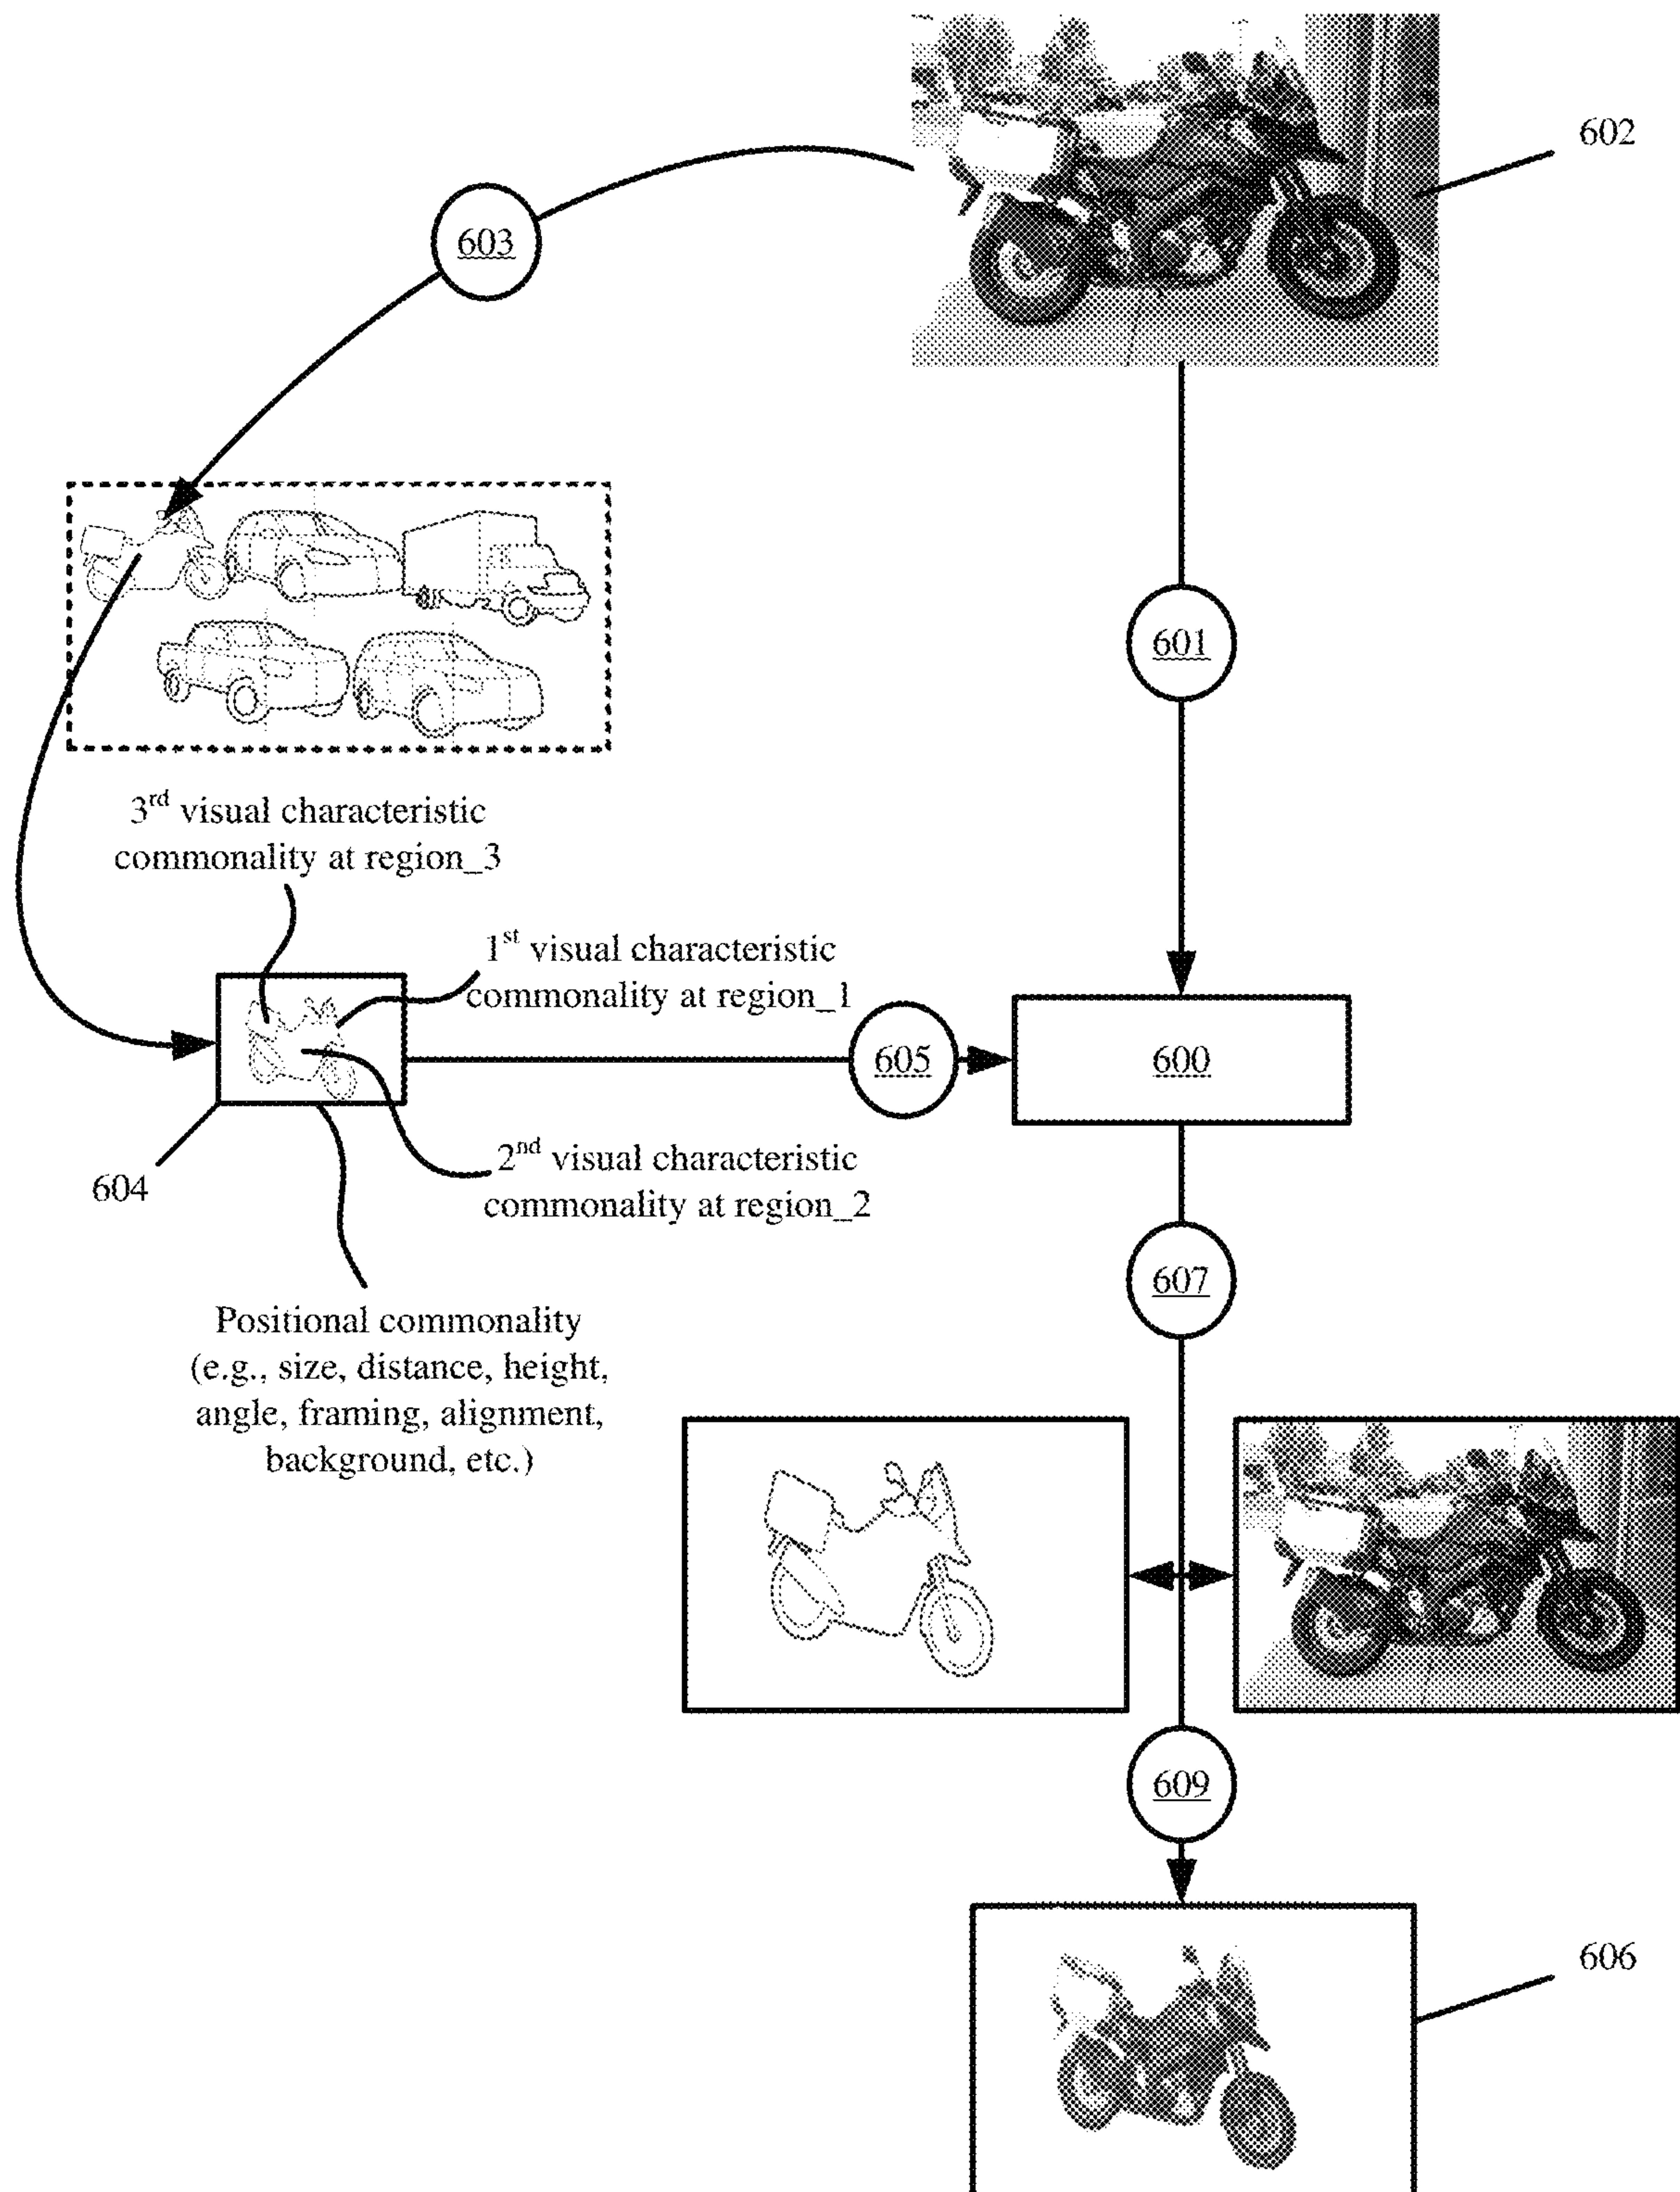 602
603
601
3rd visual characteristic
commonality at region_3
1st visual characteristic
commonality at region_1
605
600
604
2nd visual characteristic
commonality at region_2
607
Positional commonality
(e.g., size, distance, height,
angle, framing, alignment,
background, etc.)
609
606